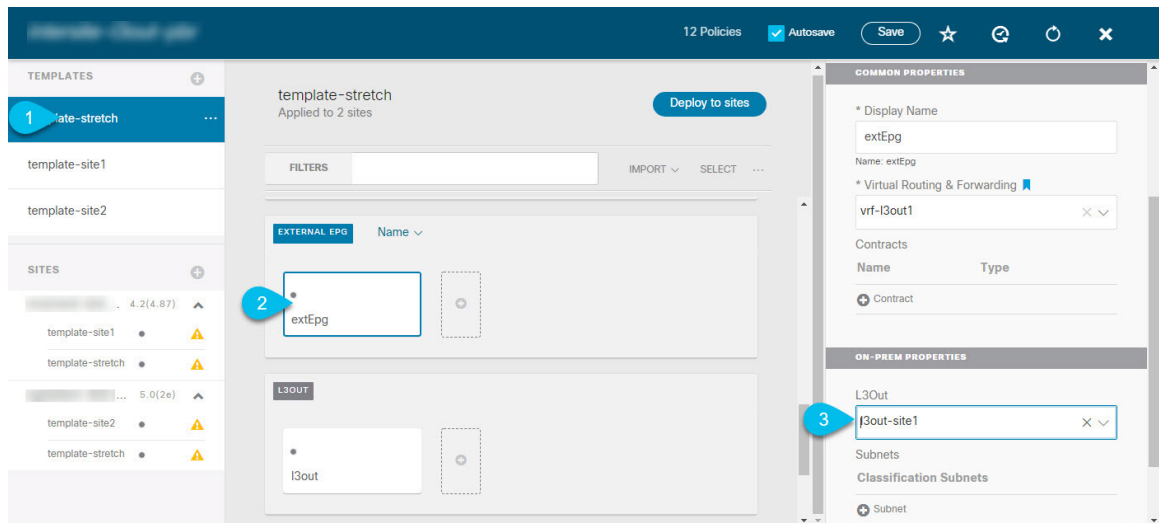 12 Policies Autosave Save
TEMPLATES
1 ate-stretch ...
template-site1
template-site2
SITES
4.2(4.87)
template-site1
template-stretch
... 5.0(2e)
template-site2
template-stretch
template-stretch
Applied to 2 sites
Deploy to sites
FILTERS IMPORT SELECT ...
EXTERNAL EPG Name
2
extEpg
L3OUT
l3out
COMMON PROPERTIES
* Display Name
extEpg
Name: extEpg
* Virtual Routing & Forwarding
vrf-l3out1
Contracts
Name Type
Contract
ON-PREM PROPERTIES
L3Out
3 l3out-site1
Subnets
Classification Subnets
Subnet